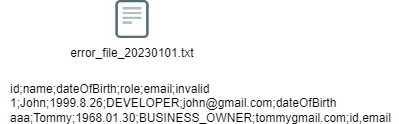 error_file_20230101.txt
id;name;dateOfBirth;role;email;invalid
1;John;1999.8.26;DEVELOPER;john@gmail.com;dateOfBirth
aaa;Tommy;1968.01.30;BUSINESS_OWNER;tommygmail.com;id,email